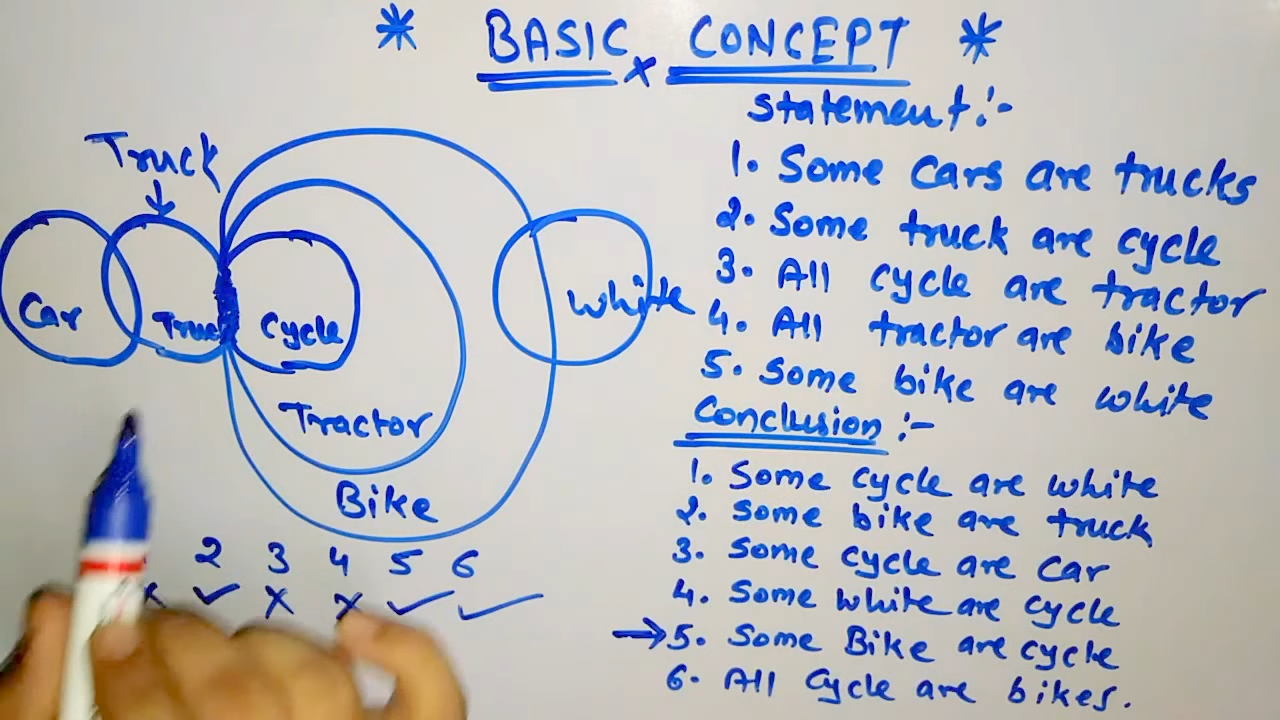 * BASIC CONCEPT *
x
Statement:-
1. Some cars are trucks
2. Some truck are cycle
3. All cycle are tractor
4. All tractor are bike
5. Some bike are white
Conclusion :-
1. Some cycle are white
2. Some bike are truck
3. Some cycle are car
4. Some white are cycle
→ 5. Some Bike are cycle
6. All cycle are bikes.
Truck
↓
Car Truck Cycle White
Tractor
Bike
2 3 4 5 6
x ✓ x x ✓ ✓